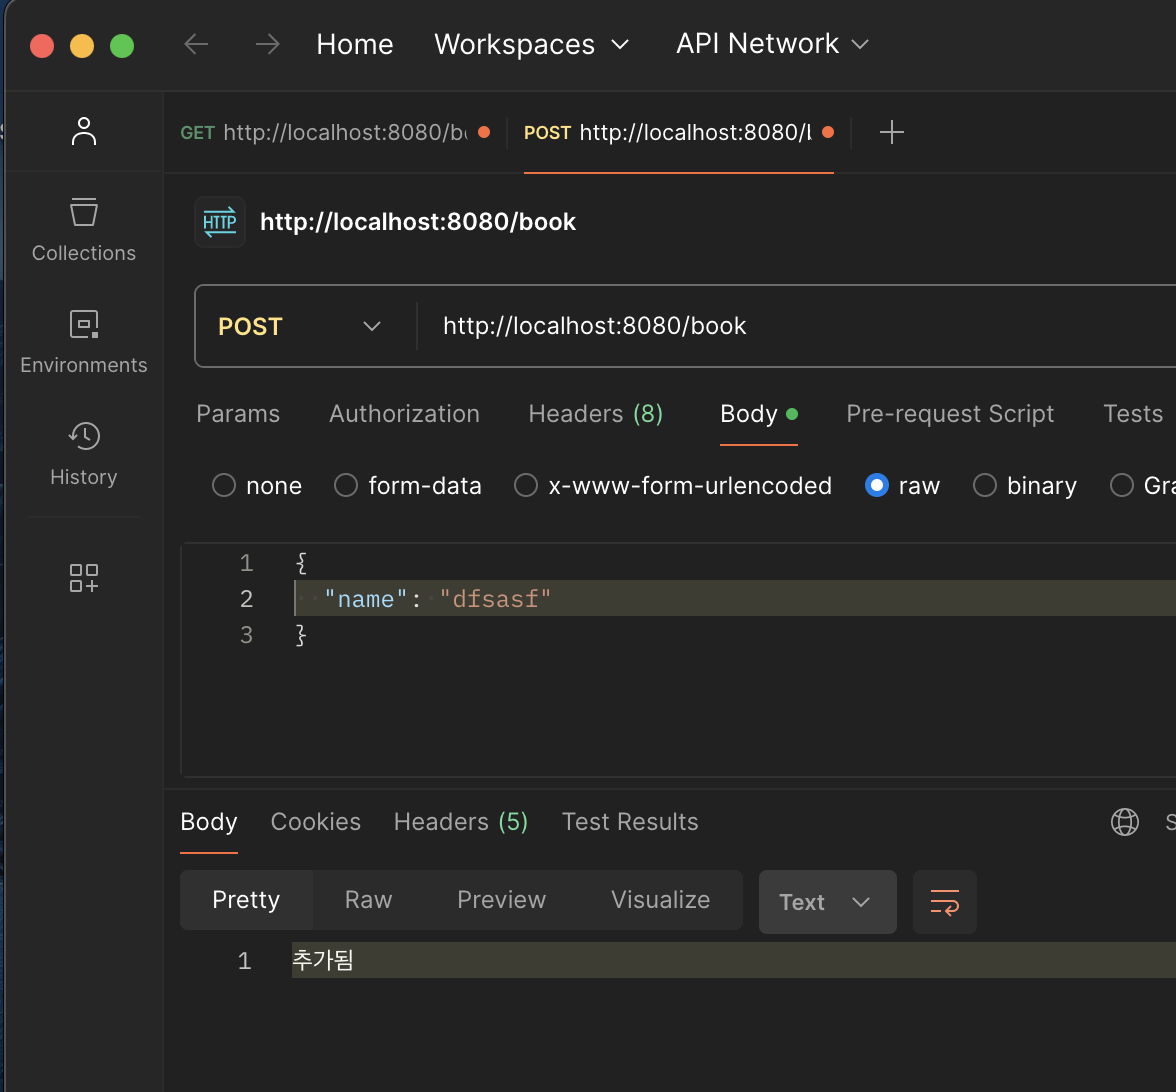 Home Workspaces API Network
GET http://localhost:8080/b POST http://localhost:8080/
HTTP http://localhost:8080/book
Collections
POST http://localhost:8080/book
Environments
Params Authorization Headers (8) Body Pre-request Script Tests
History
none form-data x-www-form-urlencoded raw binary Gra
1 {
2 "name": "dfsasf"
3 }
Body Cookies Headers (5) Test Results S
Pretty Raw Preview Visualize Text
1 추가됨